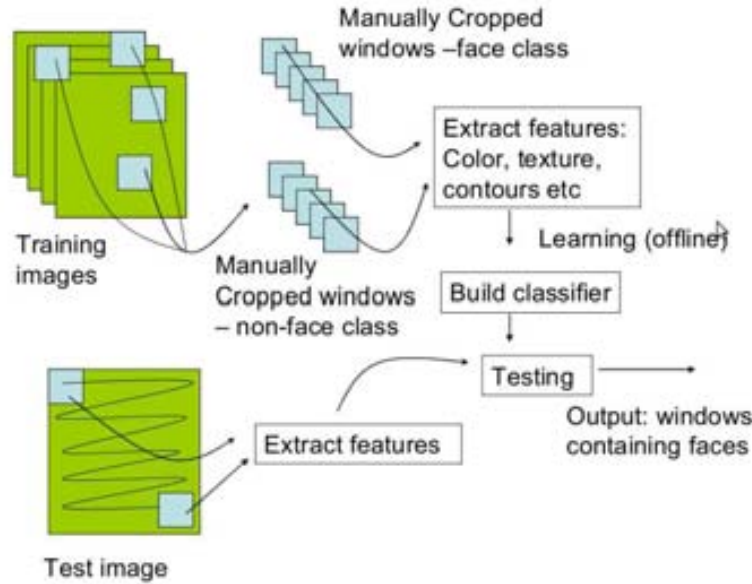 Manually Cropped
windows –face class
Extract features:
Color, texture,
contours etc
Training
images
Manually
Cropped windows
– non-face class
Learning (offline)
Build classifier
Testing
Output: windows
containing faces
Extract features
Test image